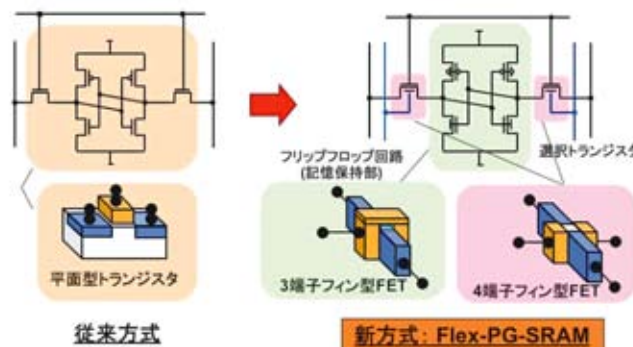 フリップフロップ回路
(記憶保持部)
選択トランジスタ
平面型トランジスタ
3端子フィン型FET
4端子フィン型FET
従来方式
新方式: Flex-PG-SRAM